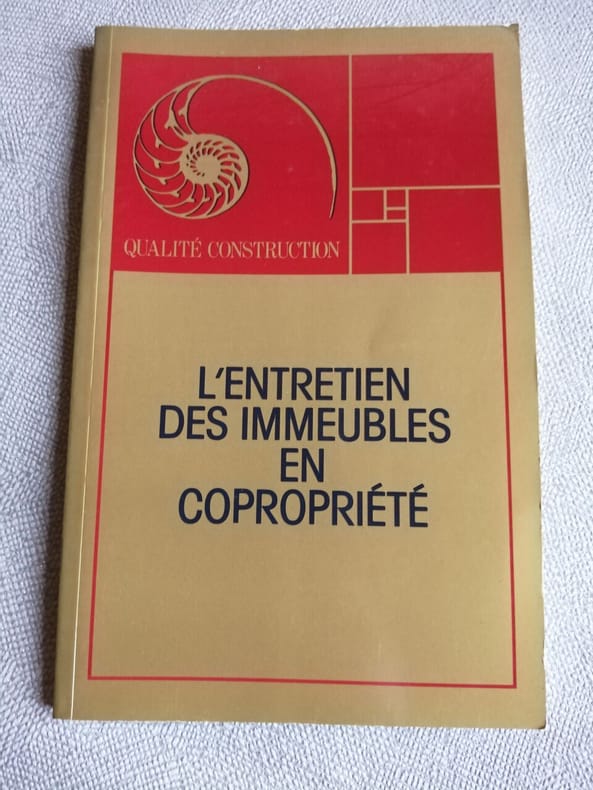 QUALITÉ CONSTRUCTION
L'ENTRETIEN
DES IMMEUBLES
EN
COPROPRIÉTÉ